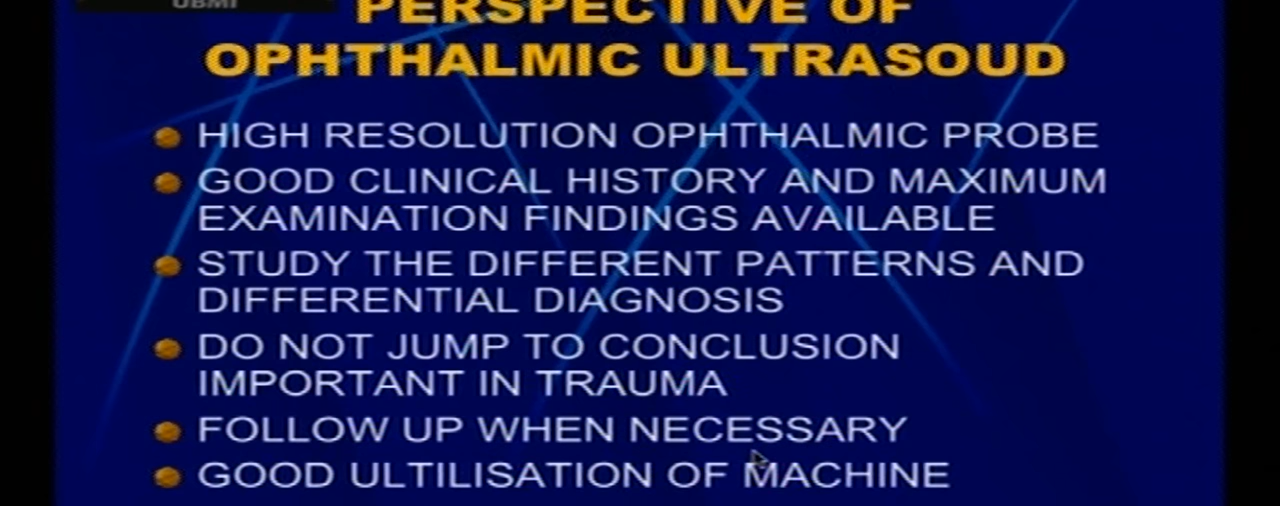 UBMI
PERSPECTIVE OF
OPHTHALMIC ULTRASOUD
HIGH RESOLUTION OPHTHALMIC PROBE
GOOD CLINICAL HISTORY AND MAXIMUM
EXAMINATION FINDINGS AVAILABLE
STUDY THE DIFFERENT PATTERNS AND
DIFFERENTIAL DIAGNOSIS
DO NOT JUMP TO CONCLUSION
IMPORTANT IN TRAUMA
FOLLOW UP WHEN NECESSARY
GOOD ULTILISATION OF MACHINE